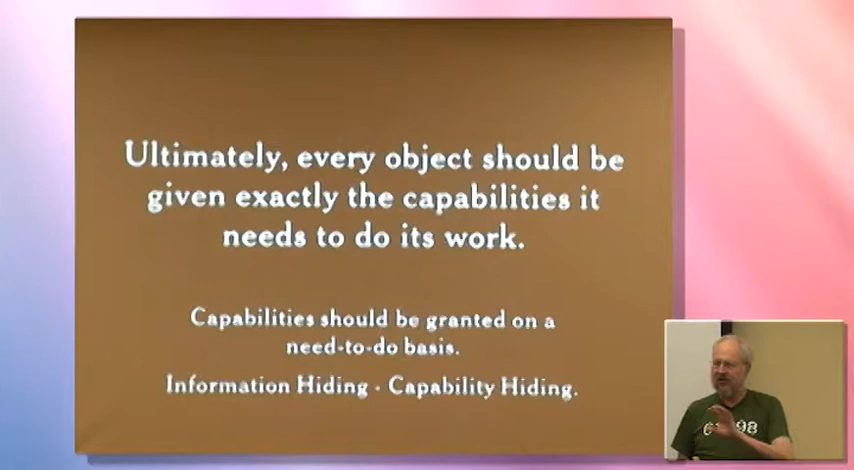 Ultimately, every object should be
given exactly the capabilities it
needs to do its work.
Capabilities should be granted on a
need-to-do basis.
Information Hiding - Capability Hiding.